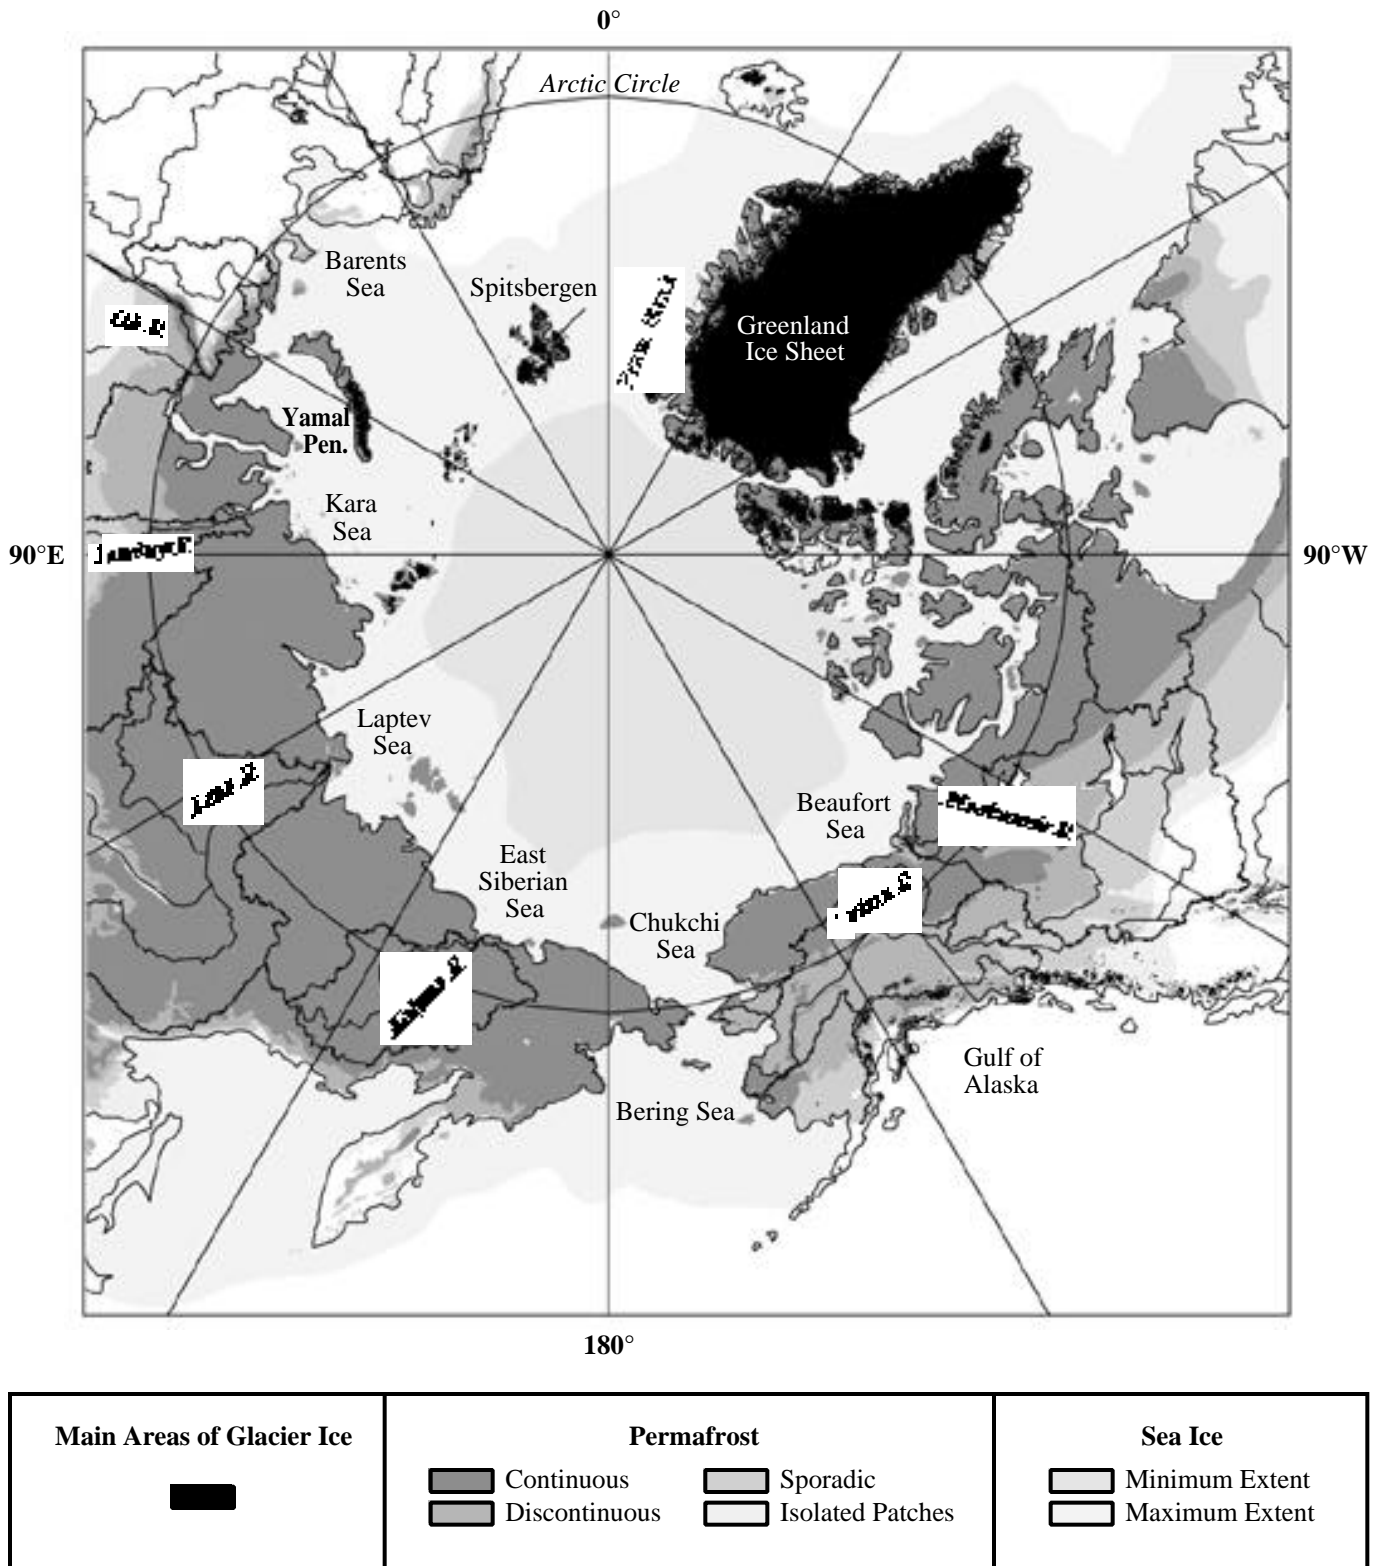 0°
Arctic Circle
Barents
Sea
Spitsbergen
Greenland
Ice Sheet
Yamal
Pen.
Kara
Sea
90°E
90°W
Laptev
Sea
Lena R.
Beaufort
Sea
East
Siberian
Sea
Chukchi
Sea
Kolyma R.
Gulf of
Alaska
Bering Sea
180°
Main Areas of Glacier Ice
Permafrost
Continuous
Discontinuous
Sporadic
Isolated Patches
Sea Ice
Minimum Extent
Maximum Extent